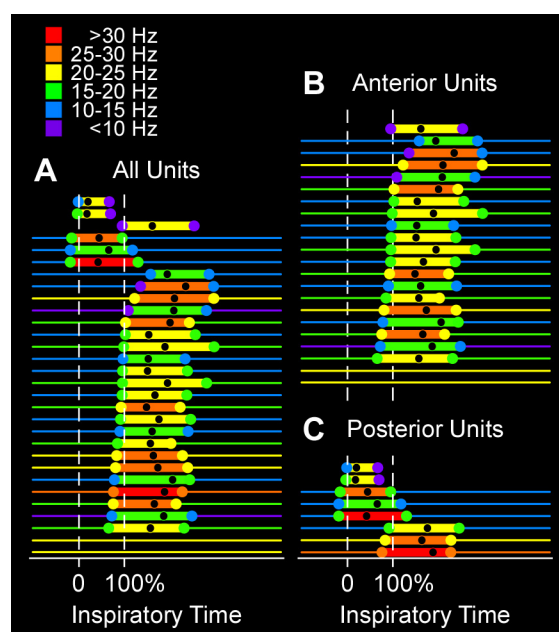 >30 Hz
25-30 Hz
20-25 Hz
15-20 Hz
10-15 Hz
<10 Hz
A All Units
0 100%
Inspiratory Time
B Anterior Units
C Posterior Units
0 100%
Inspiratory Time